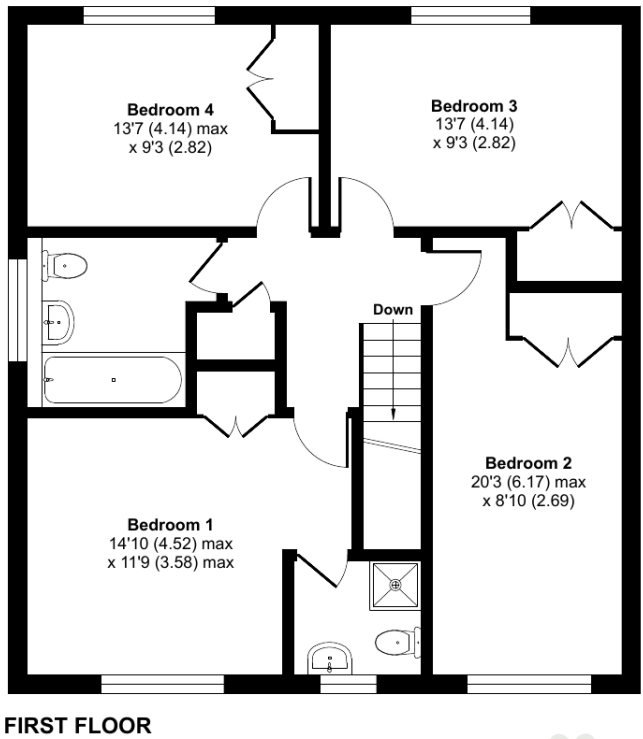 Bedroom 4
13'7 (4.14) max
x 9'3 (2.82)
Bedroom 3
13'7 (4.14)
x 9'3 (2.82)
Down
Bedroom 2
20'3 (6.17) max
x 8'10 (2.69)
Bedroom 1
14'10 (4.52) max
x 11'9 (3.58) max
FIRST FLOOR